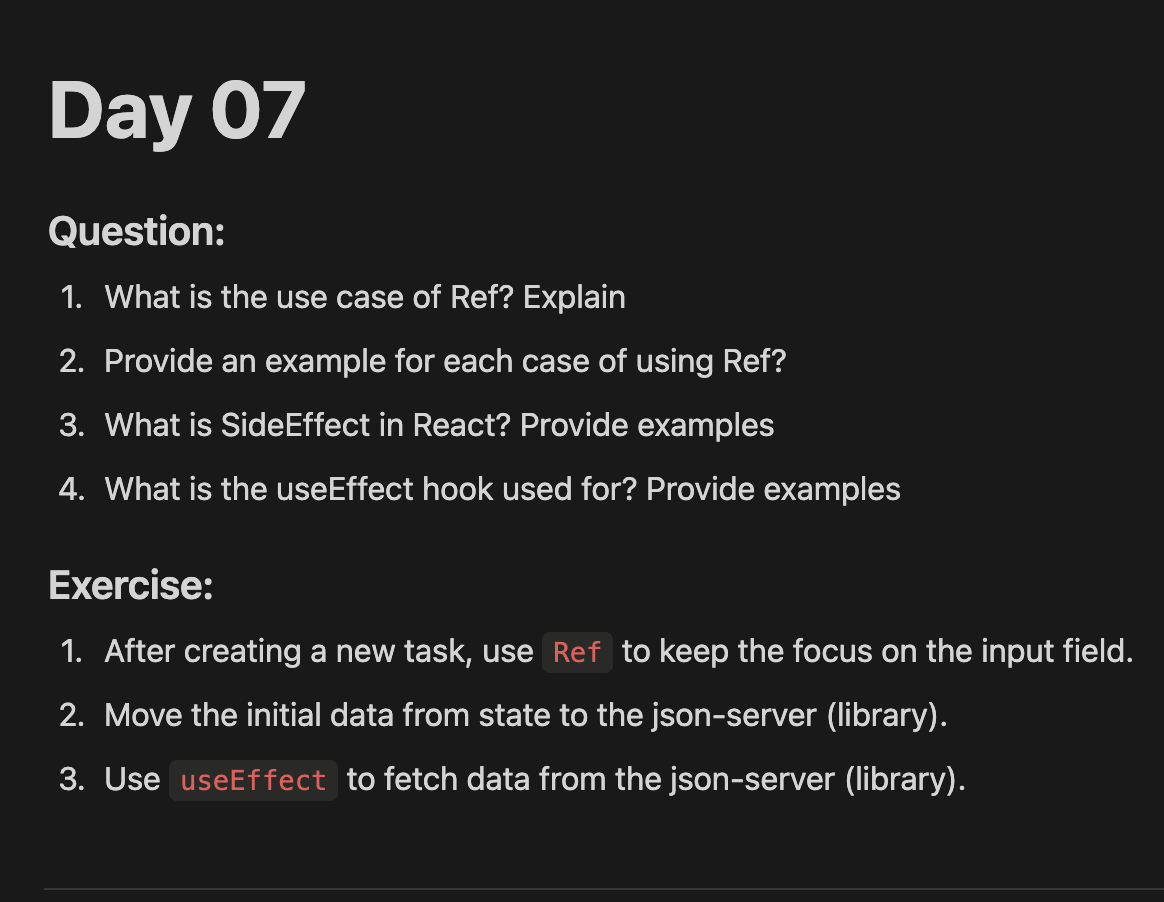 Day 07
Question:
1. What is the use case of Ref? Explain
2. Provide an example for each case of using Ref?
3. What is SideEffect in React? Provide examples
4. What is the useEffect hook used for? Provide examples
Exercise:
1. After creating a new task, use Ref to keep the focus on the input field.
2. Move the initial data from state to the json-server (library).
3. Use useEffect to fetch data from the json-server (library).